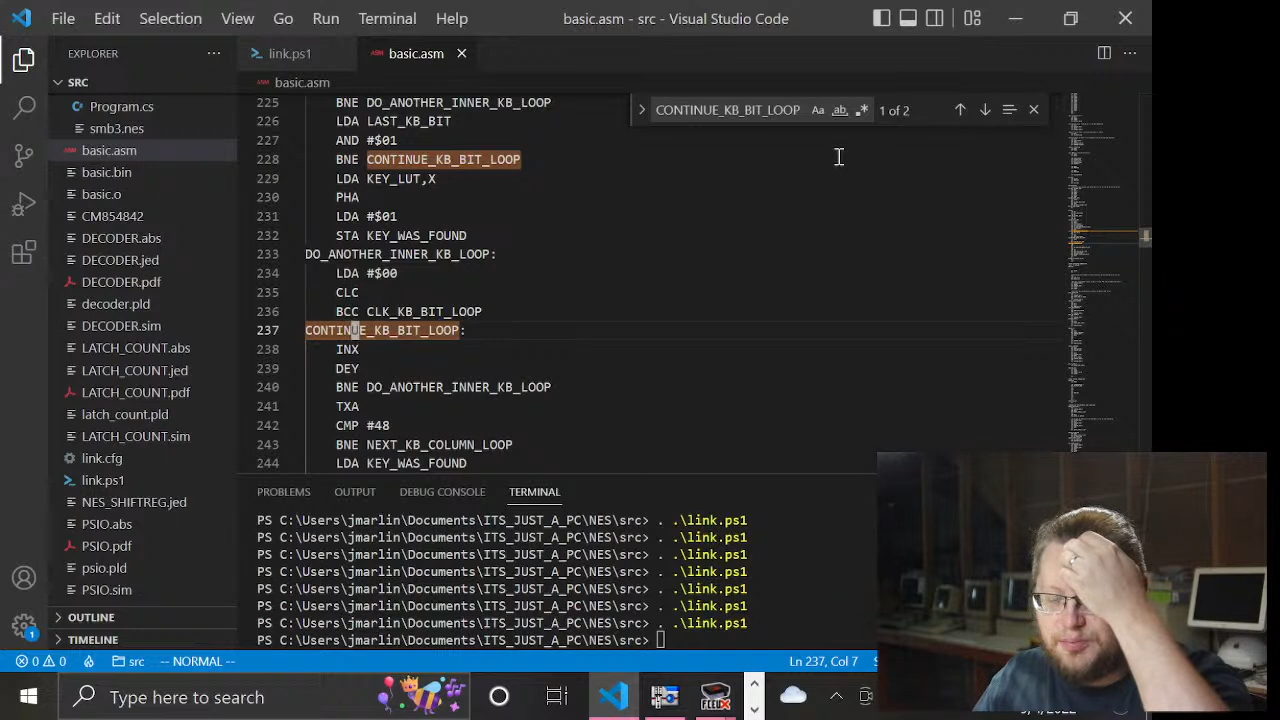 File Edit Selection View Go Run Terminal Help basic.asm - src - Visual Studio Code
EXPLORER
link.ps1
basic.asm
SRC
basic.asm
Program.cs
smb3.nes
basic.asm
basic.bin
basic.o
CM854842
DECODER.abs
DECODER.jed
DECODER.pdf
decoder.pld
DECODER.sim
LATCH_COUNT.abs
LATCH_COUNT.jed
LATCH_COUNT.pdf
latch_count.pld
LATCH_COUNT.sim
link.cfg
link.ps1
NES_SHIFTREG.jed
PSIO.abs
PSIO.pdf
psio.pld
PSIO.sim
OUTLINE
TIMELINE
CONTINUE_KB_BIT_LOOP Aa ab 1 of 2
225 BNE DO_ANOTHER_INNER_KB_LOOP
226 LDA LAST_KB_BIT
227 AND #$01
228 BNE CONTINUE_KB_BIT_LOOP
229 LDA KEY_LUT,X
230 PHA
231 LDA #$01
232 STA KEY_WAS_FOUND
233 DO_ANOTHER_INNER_KB_LOOP:
234 LDA #$00
235 CLC
236 BCC CLK_KB_BIT_LOOP
237 CONTINUE_KB_BIT_LOOP:
238 INX
239 DEY
240 BNE DO_ANOTHER_INNER_KB_LOOP
241 TXA
242 CMP #45
243 BNE NEXT_KB_COLUMN_LOOP
244 LDA KEY_WAS_FOUND
PROBLEMS OUTPUT DEBUG CONSOLE TERMINAL
PS C:\Users\jmarlin\Documents\ITS_JUST_A_PC\NES\src> . .\link.ps1
PS C:\Users\jmarlin\Documents\ITS_JUST_A_PC\NES\src> . .\link.ps1
PS C:\Users\jmarlin\Documents\ITS_JUST_A_PC\NES\src> . .\link.ps1
PS C:\Users\jmarlin\Documents\ITS_JUST_A_PC\NES\src> . .\link.ps1
PS C:\Users\jmarlin\Documents\ITS_JUST_A_PC\NES\src> . .\link.ps1
PS C:\Users\jmarlin\Documents\ITS_JUST_A_PC\NES\src> . .\link.ps1
PS C:\Users\jmarlin\Documents\ITS_JUST_A_PC\NES\src> . .\link.ps1
PS C:\Users\jmarlin\Documents\ITS_JUST_A_PC\NES\src>
1
0 0 src -- NORMAL -- Ln 237, Col 7
Type here to search